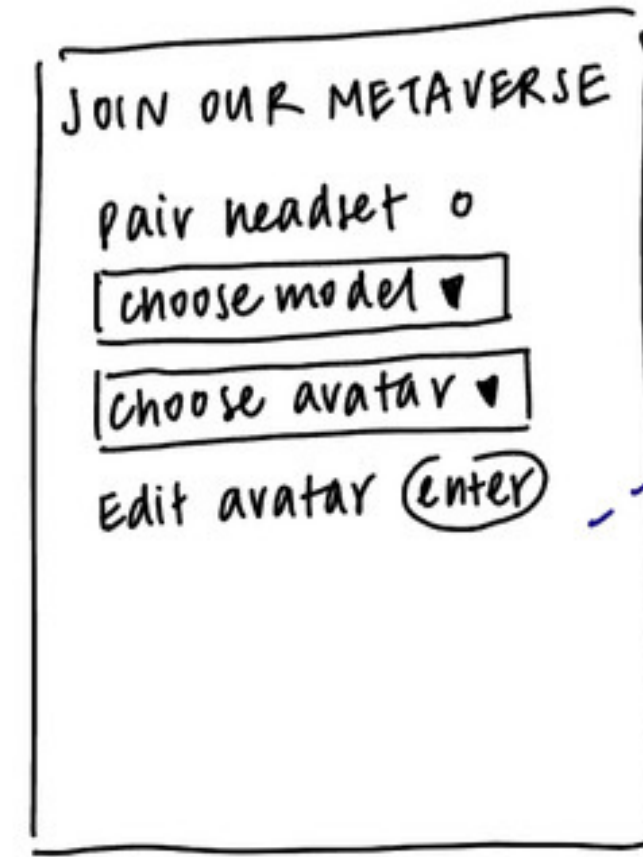 JOIN OUR METAVERSE
pair headset
choose model
choose avatar
Edit avatar enter